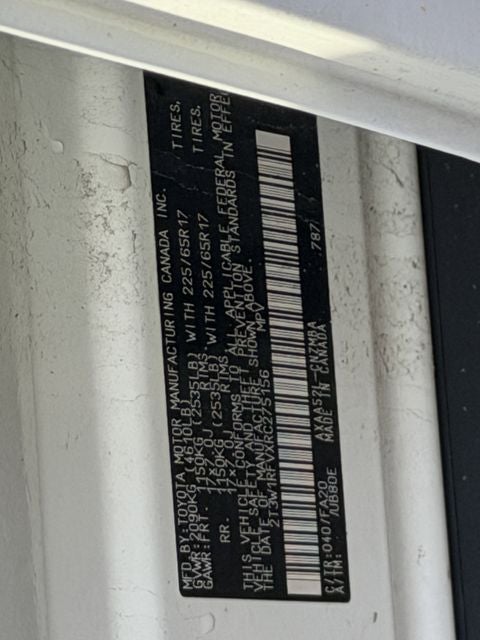 MFD BY:TOYOTA MOTOR MANUFACTURING CANADA INC.
GVWR:2090KG (4610LB)
GAWR:FRT. 1150KG (2535LB) WITH 225/65R17 TIRES,
17x7.0J RIMS
RR. 1150KG (2535LB) WITH 225/65R17 TIRES,
17x7.0J RIMS
THIS VEHICLE CONFORMS TO ALL APPLICABLE FEDERAL MOTOR
VEHICLE SAFETY AND THEFT PREVENTION STANDARDS IN EFFE
THE DATE OF MANUFACTURE SHOWN ABOVE.
2T3W1RFVXRC275156 MPV
787
C/TR:040/FA20 AXAA52L-CNZMBA
A/TM: /UB80E MADE IN CANADA